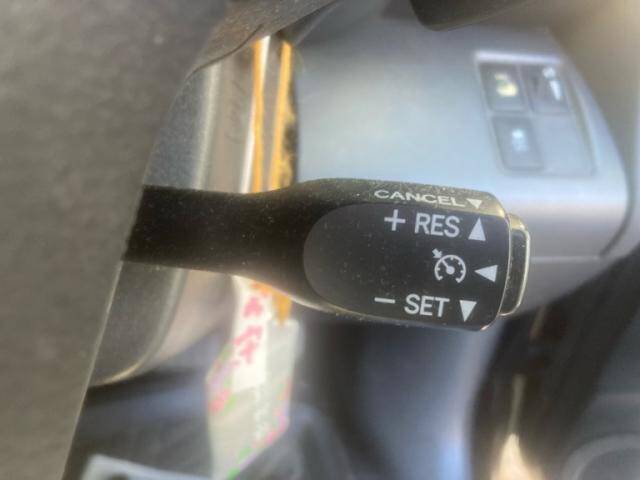 CANCEL ▼
+ RES ▲
◀
− SET ▼